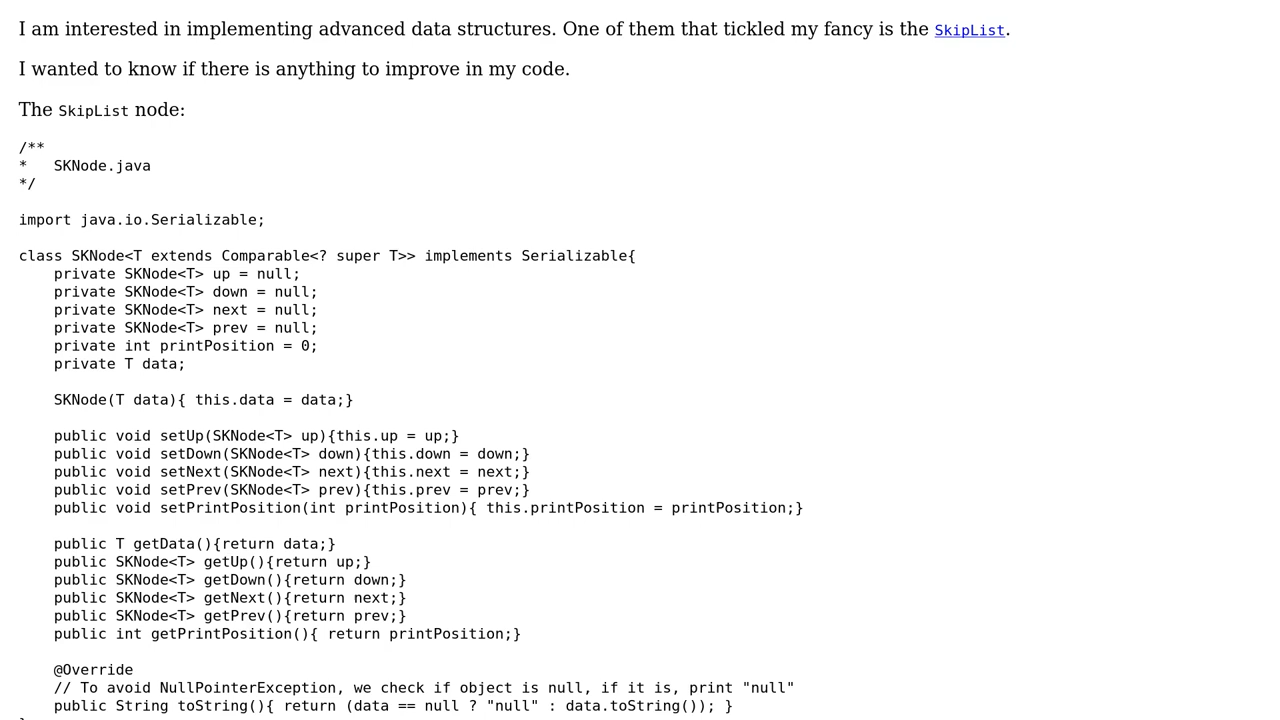 I am interested in implementing advanced data structures. One of them that tickled my fancy is the SkipList.
I wanted to know if there is anything to improve in my code.
The SkipList node:
/**
*   SKNode.java
*/
import java.io.Serializable;
class SKNode<T extends Comparable<? super T>> implements Serializable{
    private SKNode<T> up = null;
    private SKNode<T> down = null;
    private SKNode<T> next = null;
    private SKNode<T> prev = null;
    private int printPosition = 0;
    private T data;
    SKNode(T data){ this.data = data;}
    public void setUp(SKNode<T> up){this.up = up;}
    public void setDown(SKNode<T> down){this.down = down;}
    public void setNext(SKNode<T> next){this.next = next;}
    public void setPrev(SKNode<T> prev){this.prev = prev;}
    public void setPrintPosition(int printPosition){ this.printPosition = printPosition;}
    public T getData(){return data;}
    public SKNode<T> getUp(){return up;}
    public SKNode<T> getDown(){return down;}
    public SKNode<T> getNext(){return next;}
    public SKNode<T> getPrev(){return prev;}
    public int getPrintPosition(){ return printPosition;}
    @Override
    // To avoid NullPointerException, we check if object is null, if it is, print "null"
    public String toString(){ return (data == null ? "null" : data.toString()); }
}